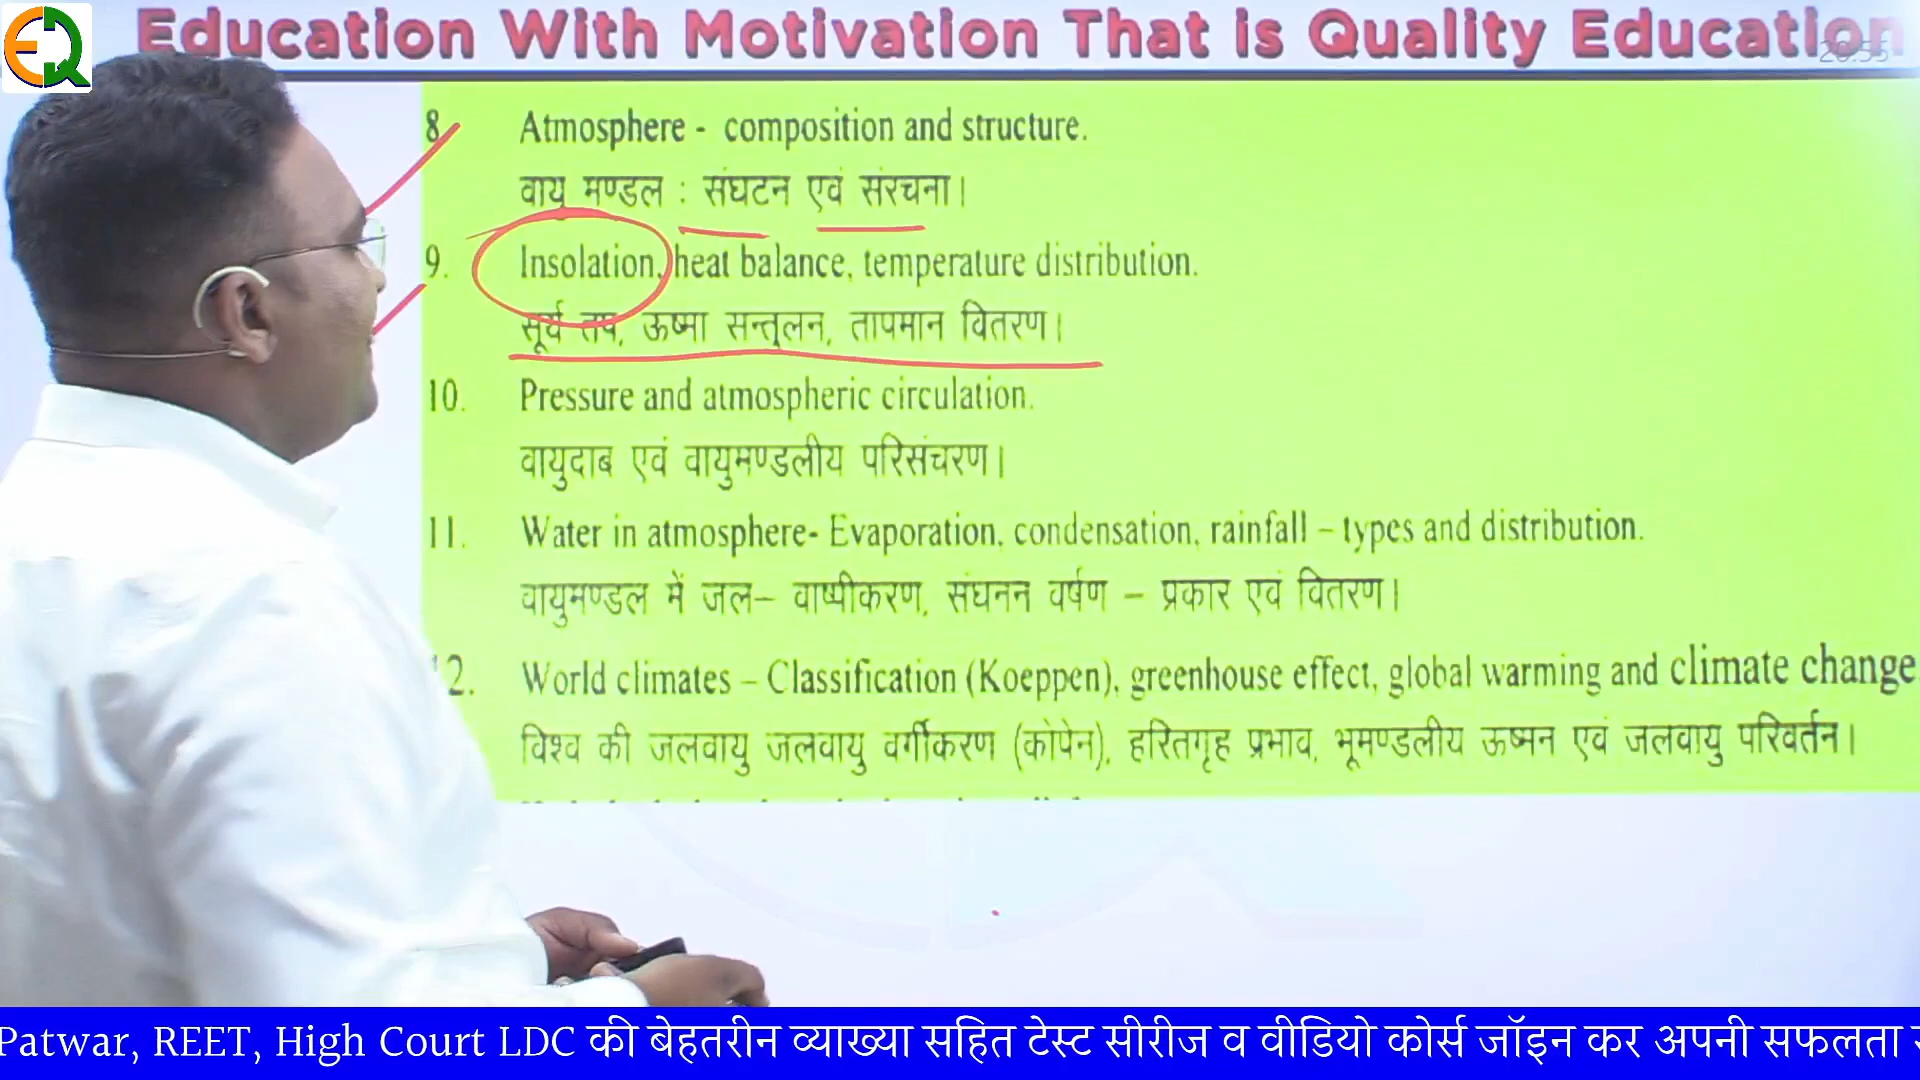 EQ
Education With Motivation That is Quality Education
20:55
8. Atmosphere - composition and structure.
वायु मण्डल : संघटन एवं संरचना।
9. Insolation, heat balance, temperature distribution.
सूर्य तप, ऊष्मा सन्तुलन, तापमान वितरण।
10. Pressure and atmospheric circulation.
वायुदाब एवं वायुमण्डलीय परिसंचरण।
11. Water in atmosphere- Evaporation, condensation, rainfall – types and distribution.
वायुमण्डल में जल– वाष्पीकरण, संघनन वर्षण – प्रकार एवं वितरण।
12. World climates – Classification (Koeppen), greenhouse effect, global warming and climate change
विश्व की जलवायु जलवायु वर्गीकरण (कोपेन), हरितगृह प्रभाव, भूमण्डलीय ऊष्मन एवं जलवायु परिवर्तन।
Patwar, REET, High Court LDC की बेहतरीन व्याख्या सहित टेस्ट सीरीज व वीडियो कोर्स जॉइन कर अपनी सफलता